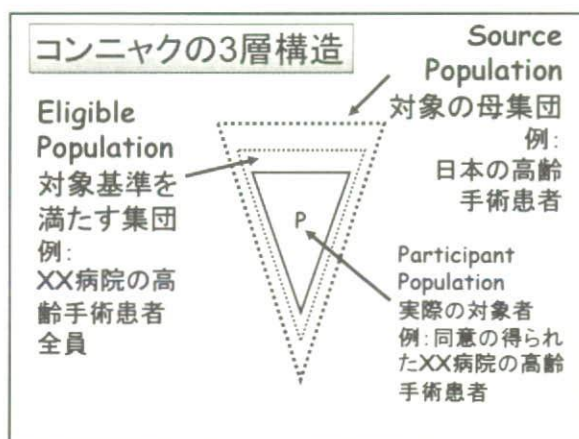 コンニャクの3層構造
Source
Population
対象の母集団
例：
日本の高齢
手術患者
Eligible
Population
対象基準を
満たす集団
例：
XX病院の高
齢手術患者
全員
P
Participant
Population
実際の対象者
例：同意の得られ
たXX病院の高齢
手術患者